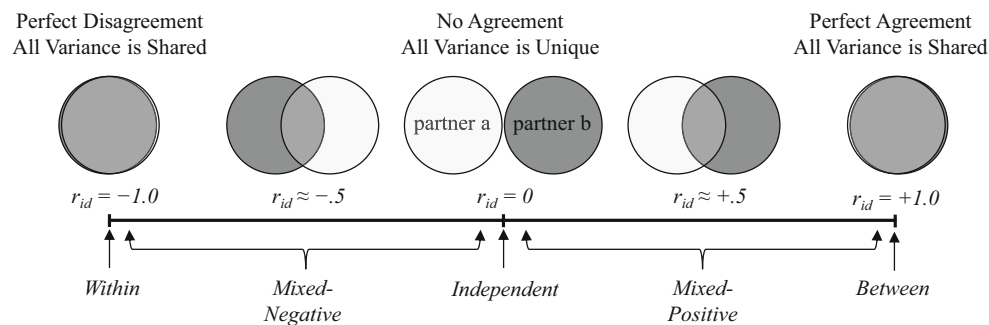 Perfect Disagreement
All Variance is Shared
No Agreement
All Variance is Unique
Perfect Agreement
All Variance is Shared
partner a
partner b
r_id = −1.0
r_id ≈ −.5
r_id = 0
r_id ≈ +.5
r_id = +1.0
Within
Mixed-
Negative
Independent
Mixed-
Positive
Between